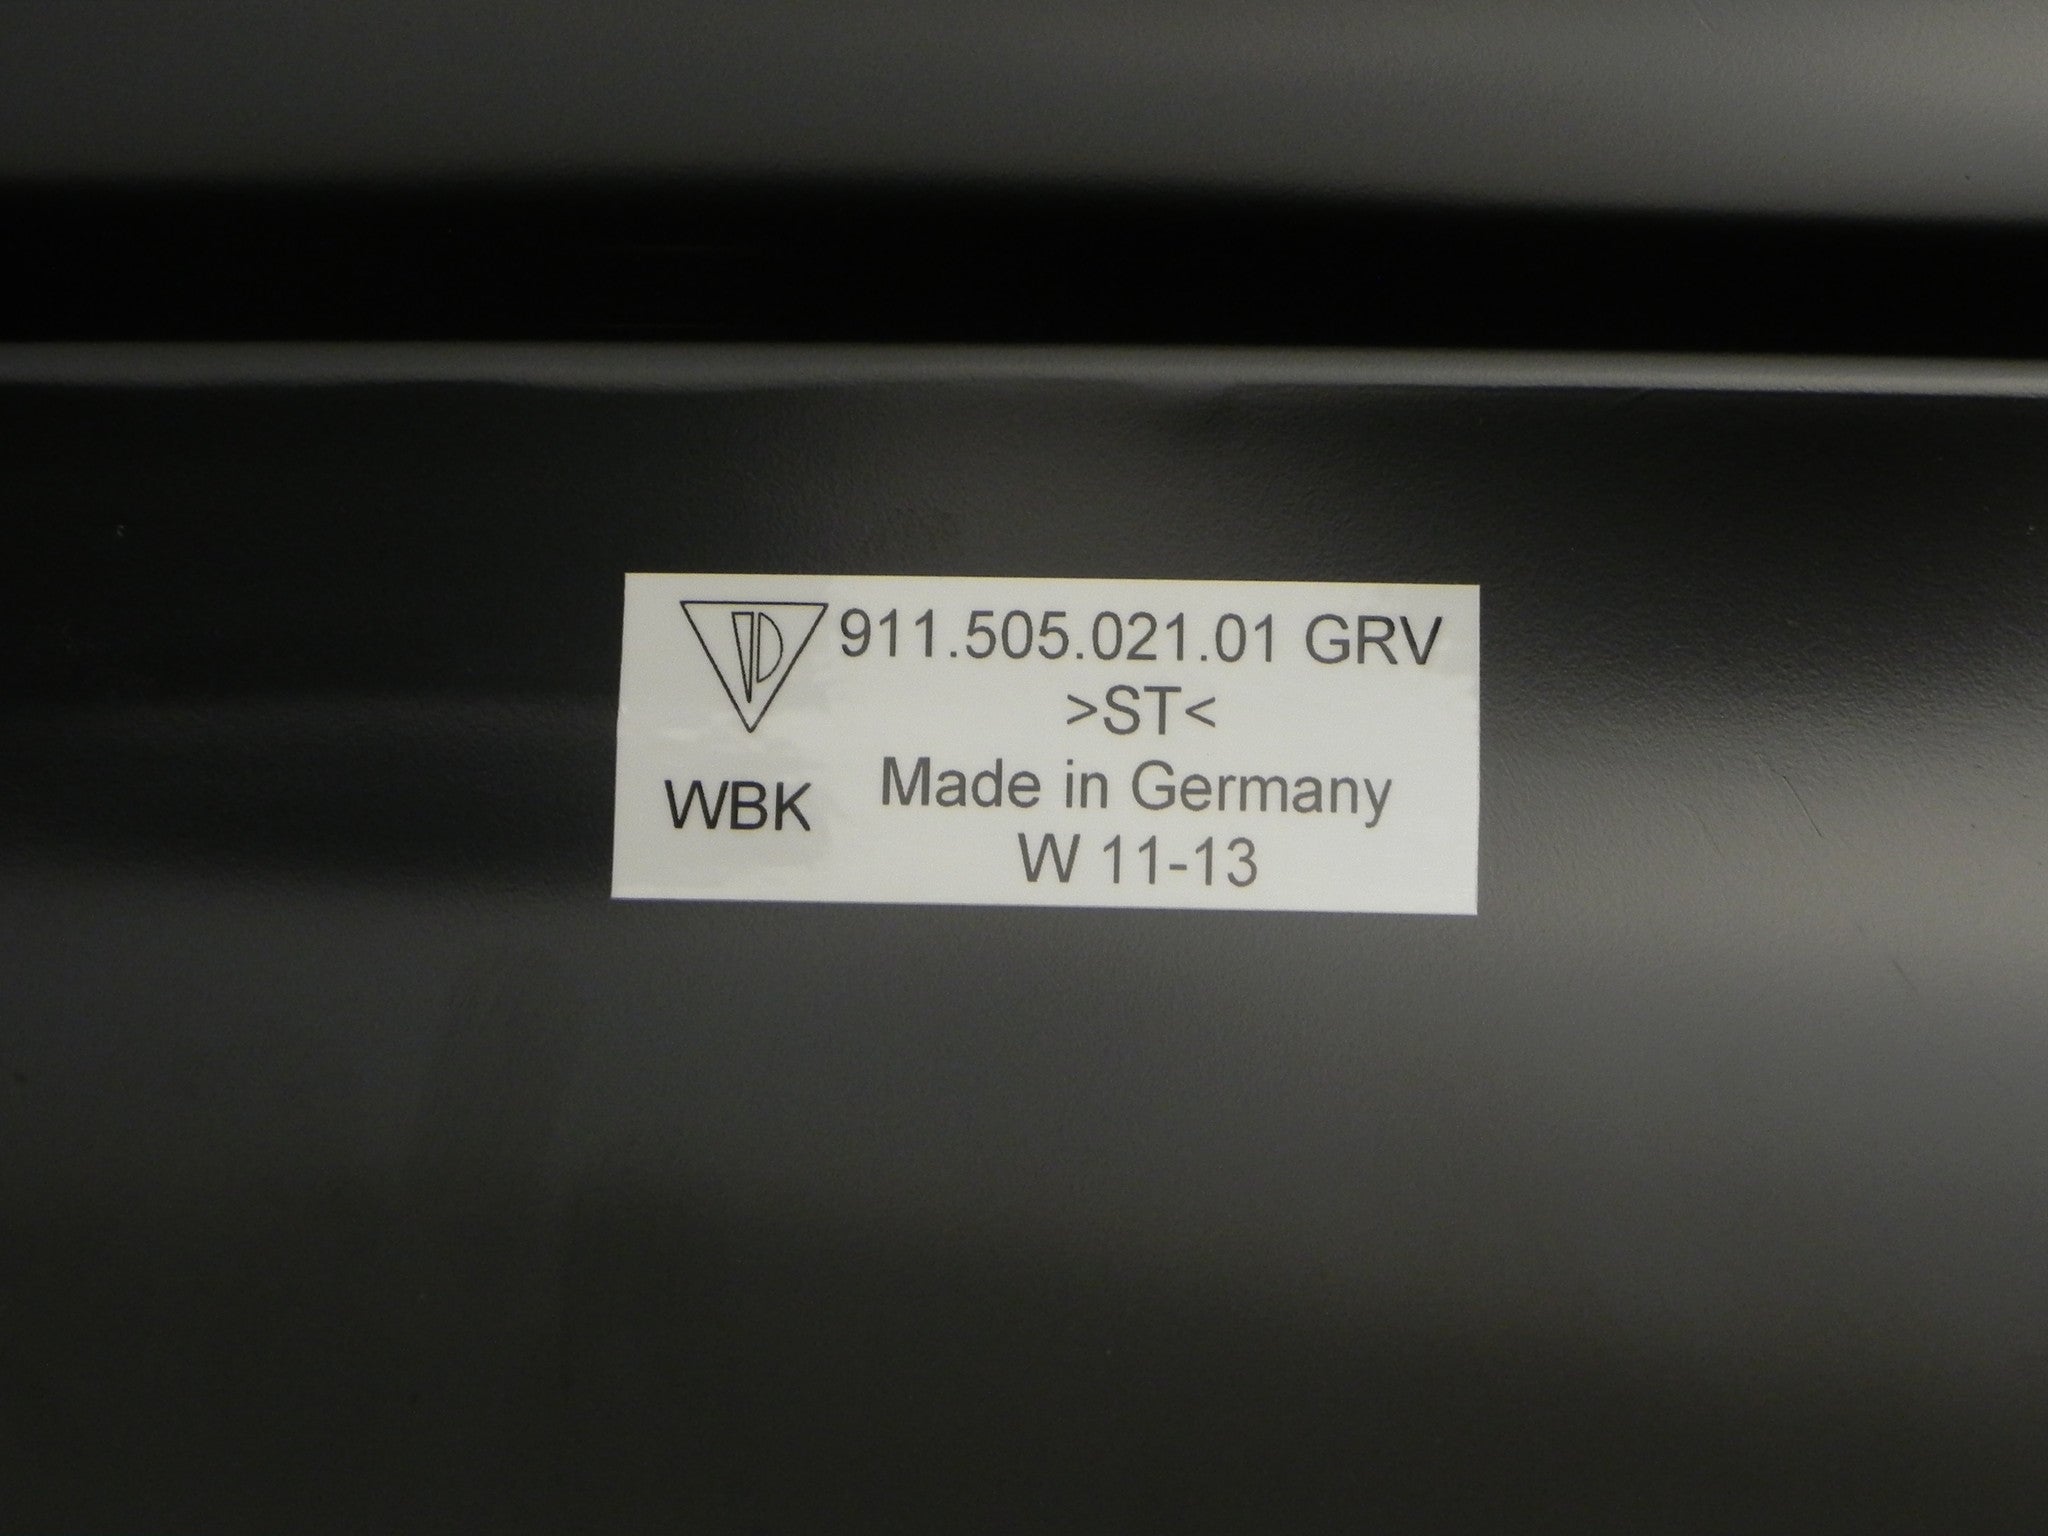 911.505.021.01 GRV
>ST<
Made in Germany
WBK
W 11-13